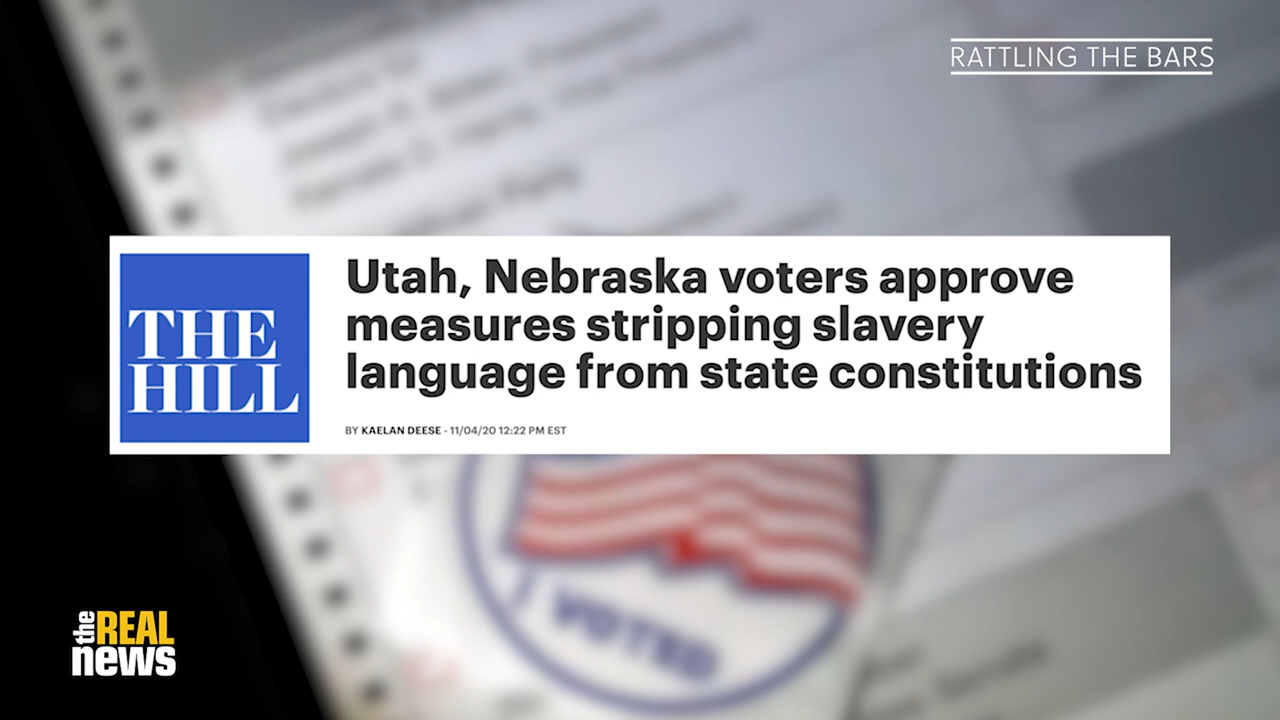 RATTLING THE BARS
THE
HILL
Utah, Nebraska voters approve
measures stripping slavery
language from state constitutions
BY KAELAN DEESE - 11/04/20 12:22 PM EST
I VOTED
the REAL
news